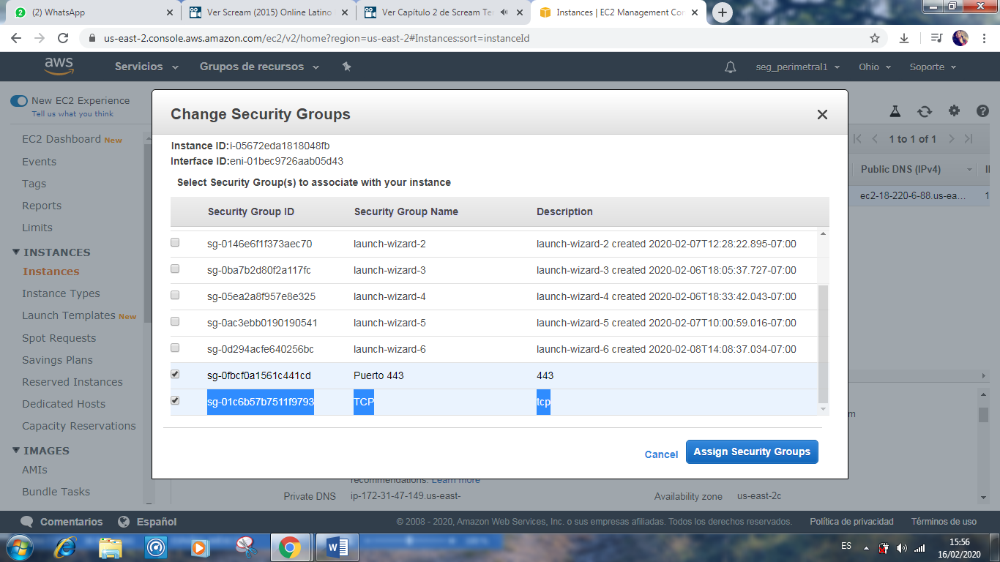 (2) WhatsApp
Ver Scream (2015) Online Latino
Ver Capítulo 2 de Scream Ter
Instances | EC2 Management Con
us-east-2.console.aws.amazon.com/ec2/v2/home?region=us-east-2#Instances:sort=instanceId
aws
Servicios
Grupos de recursos
seg_perimetral1
Ohio
Soporte
New EC2 Experience
Tell us what you think
EC2 Dashboard New
Events
Tags
Reports
Limits
INSTANCES
Instances
Instance Types
Launch Templates New
Spot Requests
Savings Plans
Reserved Instances
Dedicated Hosts
Capacity Reservations
IMAGES
AMIs
Bundle Tasks
Change Security Groups
Instance ID:i-05672eda1818048fb
Interface ID:eni-01bec9726aab05d43
Select Security Group(s) to associate with your instance
Security Group ID Security Group Name Description
sg-0146e6f1f373aec70 launch-wizard-2 launch-wizard-2 created 2020-02-07T12:28:22.895-07:00
sg-0ba7b2d80f2a117fc launch-wizard-3 launch-wizard-3 created 2020-02-06T18:05:37.727-07:00
sg-05ea2a8f957e8e325 launch-wizard-4 launch-wizard-4 created 2020-02-06T18:33:42.043-07:00
sg-0ac3ebb0190190541 launch-wizard-5 launch-wizard-5 created 2020-02-07T10:00:59.016-07:00
sg-0d294acfe640256bc launch-wizard-6 launch-wizard-6 created 2020-02-08T14:08:37.034-07:00
sg-0fbcf0a1561c441cd Puerto 443 443
sg-01c6b57b7511f9793 TCP tcp
Cancel
Assign Security Groups
1 to 1 of 1
Public DNS (IPv4)
ec2-18-220-6-88.us-ea... 1
m
recommendations. Learn more
Private DNS ip-172-31-47-149.us-east-
Availability zone us-east-2c
Comentarios
Español
© 2008 - 2020, Amazon Web Services, Inc. o sus empresas afiliadas. Todos los derechos reservados.
Política de privacidad
Términos de uso
ES
15:56
16/02/2020